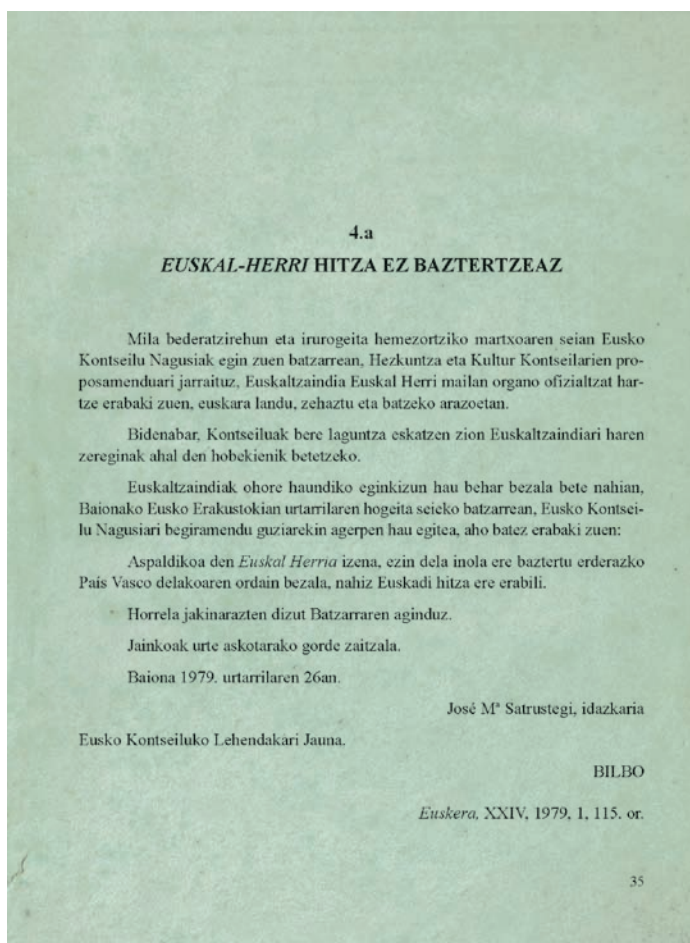 4.a
EUSKAL-HERRI HITZA EZ BAZTERTZEAZ
Mila bederatzirehun eta irurogeita hemezortziko martxoaren seian Eusko
Kontseilu Nagusiak egin zuen batzarrean, Hezkuntza eta Kultur Kontseilarien pro-
posamenduari jarraituz, Euskaltzaindia Euskal Herri mailan organo ofizialtzat har-
tze erabaki zuen, euskara landu, zehaztu eta batzeko arazoetan.
Bidenabar, Kontseiluak bere laguntza eskatzen zion Euskaltzaindiari haren
zereginak ahal den hobekienik betetzeko.
Euskaltzaindiak ohore haundiko eginkizun hau behar bezala bete nahian,
Baionako Eusko Erakustokian urtarrilaren hogeita seieko batzarrean, Eusko Kontsei-
lu Nagusiari begiramendu guziarekin agerpen hau egitea, aho batez erabaki zuen:
Aspaldikoa den Euskal Herria izena, ezin dela inola ere baztertu erderazko
País Vasco delakoaren ordain bezala, nahiz Euskadi hitza ere erabili.
Horrela jakinarazten dizut Batzarraren aginduz.
Jainkoak urte askotarako gorde zaitzala.
Baiona 1979. urtarrilaren 26an.
José Mª Satrustegi, idazkaria
Eusko Kontseiluko Lehendakari Jauna.
BILBO
Euskera, XXIV, 1979, 1, 115. or.
35